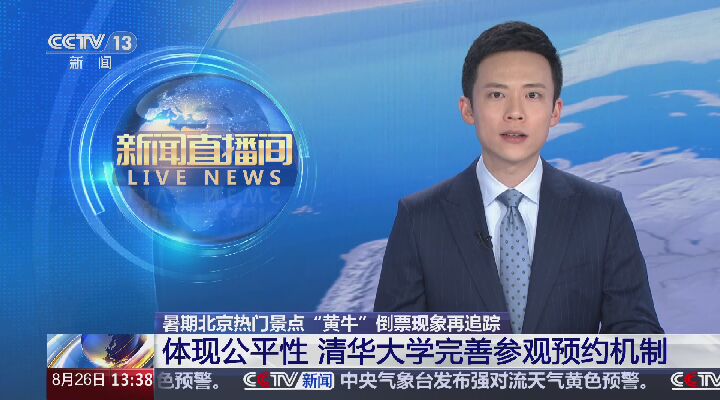 CCTV 13
新闻
新闻直播间
LIVE NEWS
暑期北京热门景点“黄牛”倒票现象再追踪
体现公平性 清华大学完善参观预约机制
8月26日 13:38
色预警。 CCTV新闻 中央气象台发布强对流天气黄色预警。 CCTV